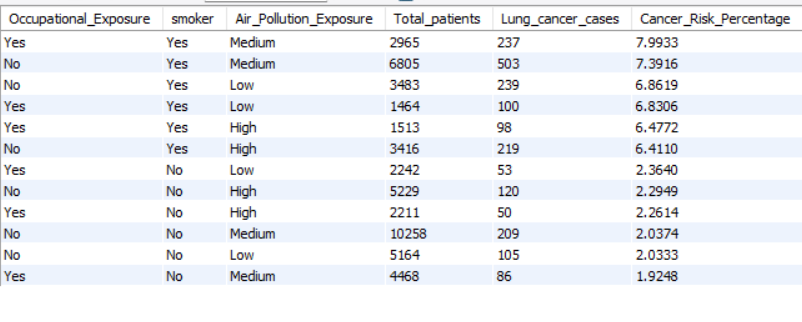 Occupational_Exposure smoker Air_Pollution_Exposure Total_patients Lung_cancer_cases Cancer_Risk_Percentage
Yes Yes Medium 2965 237 7.9933
No Yes Medium 6805 503 7.3916
No Yes Low 3483 239 6.8619
Yes Yes Low 1464 100 6.8306
Yes Yes High 1513 98 6.4772
No Yes High 3416 219 6.4110
Yes No Low 2242 53 2.3640
No No High 5229 120 2.2949
Yes No High 2211 50 2.2614
No No Medium 10258 209 2.0374
No No Low 5164 105 2.0333
Yes No Medium 4468 86 1.9248